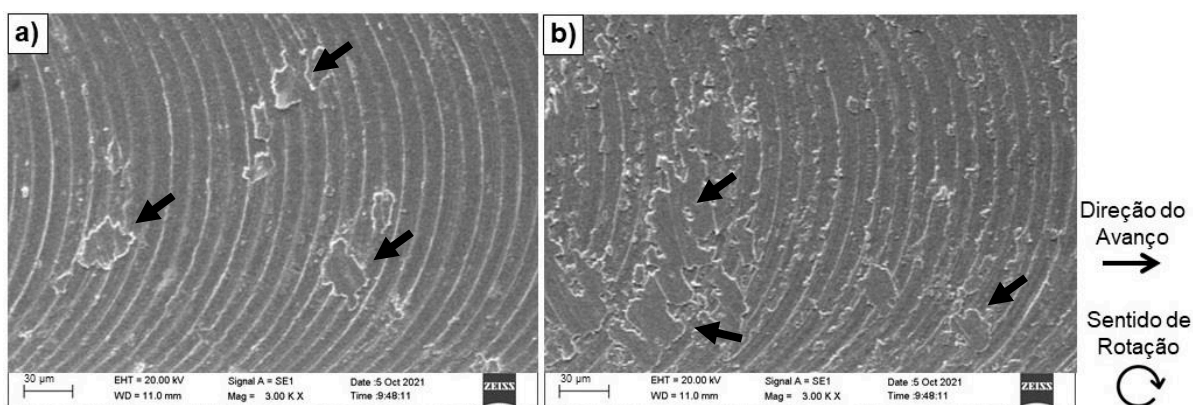 a)
30 µm
EHT = 20.00 kV
WD = 11.0 mm
Signal A = SE1
Mag = 3.00 K X
Date :5 Oct 2021
Time :9:48:11
ZEISS
b)
30 µm
EHT = 20.00 kV
WD = 11.0 mm
Signal A = SE1
Mag = 3.00 K X
Date :5 Oct 2021
Time :9:48:11
ZEISS
Direção do
Avanço
Sentido de
Rotação